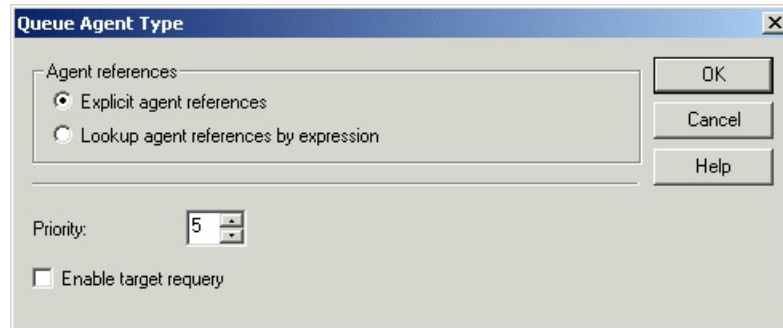 Queue Agent Type
Agent references
Explicit agent references
Lookup agent references by expression
OK
Cancel
Help
Priority:
5
Enable target requery